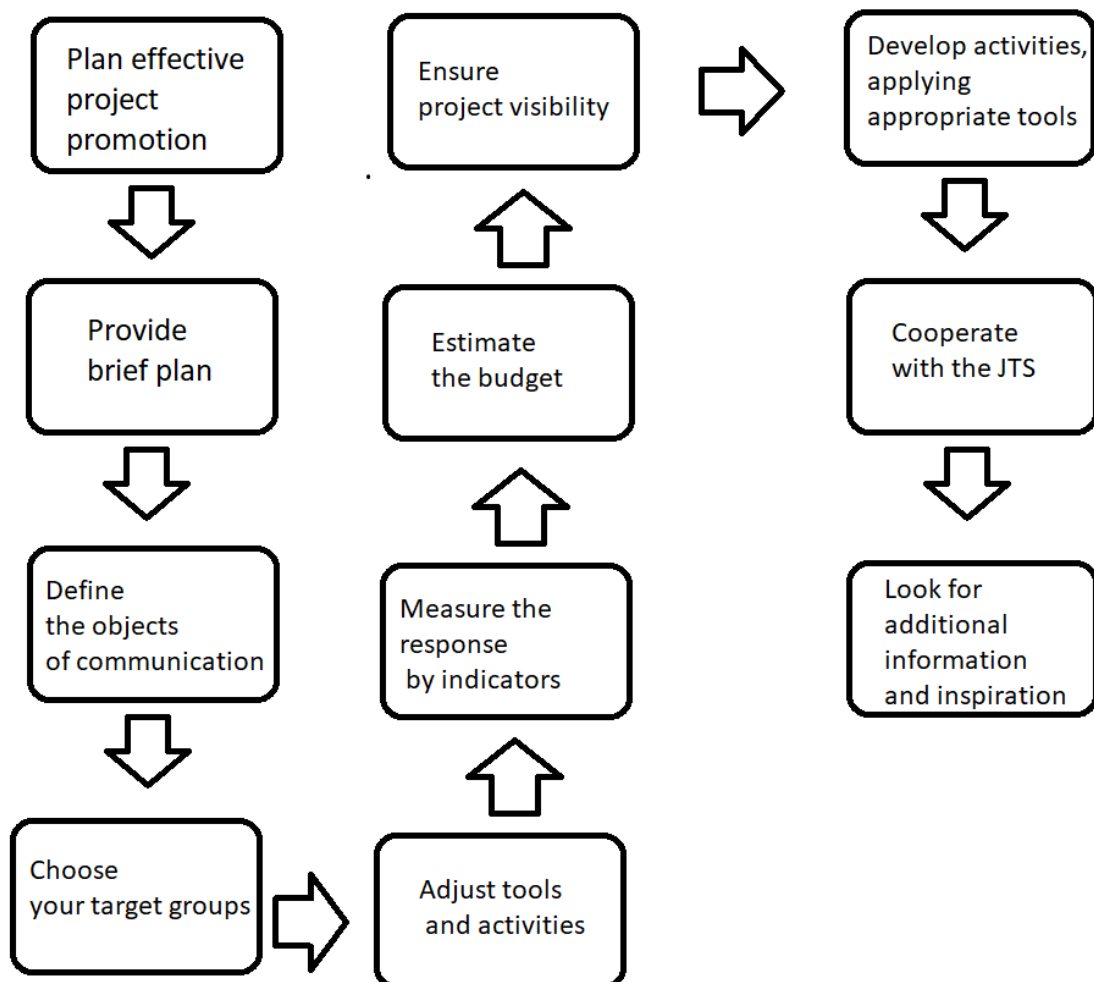 Plan effective
project
promotion
Provide
brief plan
Define
the objects
of communication
Choose
your target groups
Adjust tools
and activities
Measure the
response
by indicators
Estimate
the budget
Ensure
project visibility
Develop activities,
applying
appropriate tools
Cooperate
with the JTS
Look for
additional
information
and inspiration